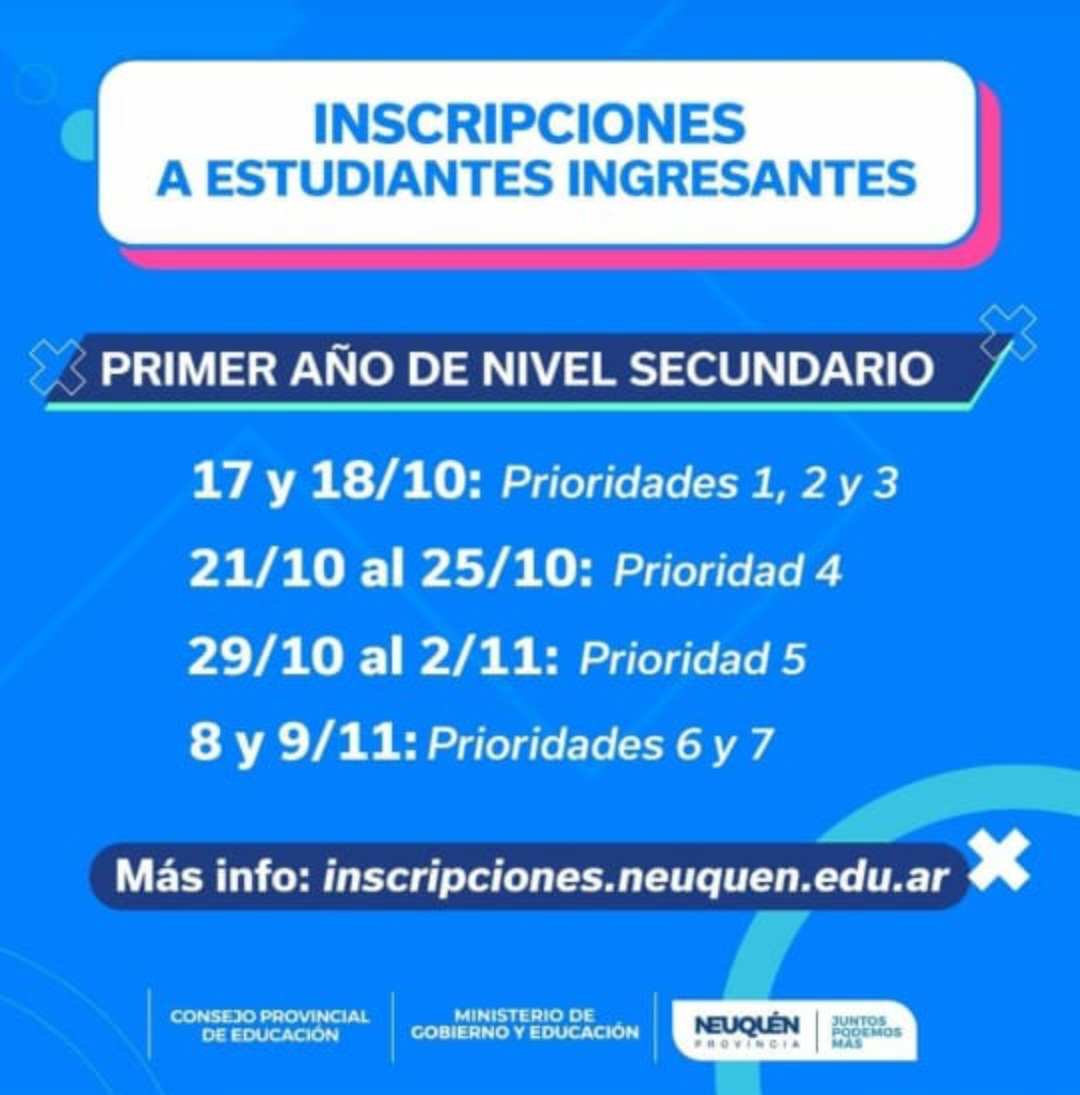 INSCRIPCIONES
A ESTUDIANTES INGRESANTES
PRIMER AÑO DE NIVEL SECUNDARIO
17 y 18/10: Prioridades 1, 2 y 3
21/10 al 25/10: Prioridad 4
29/10 al 2/11: Prioridad 5
8 y 9/11: Prioridades 6 y 7
Más info: inscripciones.neuquen.edu.ar
CONSEJO PROVINCIAL
DE EDUCACIÓN
MINISTERIO DE
GOBIERNO Y EDUCACIÓN
NEUQUÉN
PROVINCIA
JUNTOS
PODEMOS
MÁS